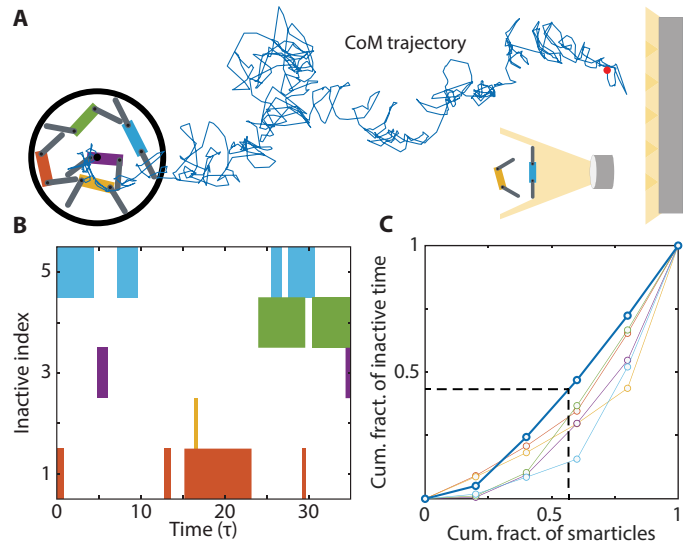 A
CoM trajectory
B
Inactive index
5
3
1
0
10
20
30
Time (τ)
C
Cum. fract. of inactive time
1
0.5
0
0.5
1
Cum. fract. of smarticles